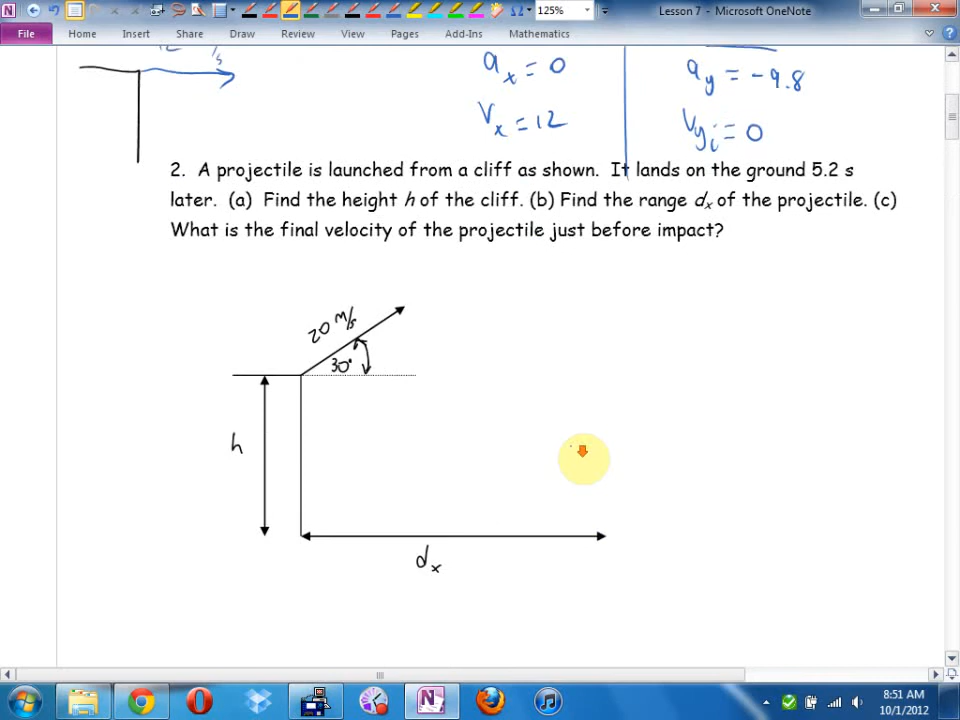 125%
Lesson 7 - Microsoft OneNote
File Home Insert Share Draw Review View Pages Add-Ins Mathematics
aₓ = 0
a_y = -9.8
vₓ = 12
v_yᵢ = 0
2. A projectile is launched from a cliff as shown. It lands on the ground 5.2 s
later. (a) Find the height h of the cliff. (b) Find the range dₓ of the projectile. (c)
What is the final velocity of the projectile just before impact?
20 m/s
30°
h
dₓ
8:51 AM
10/1/2012